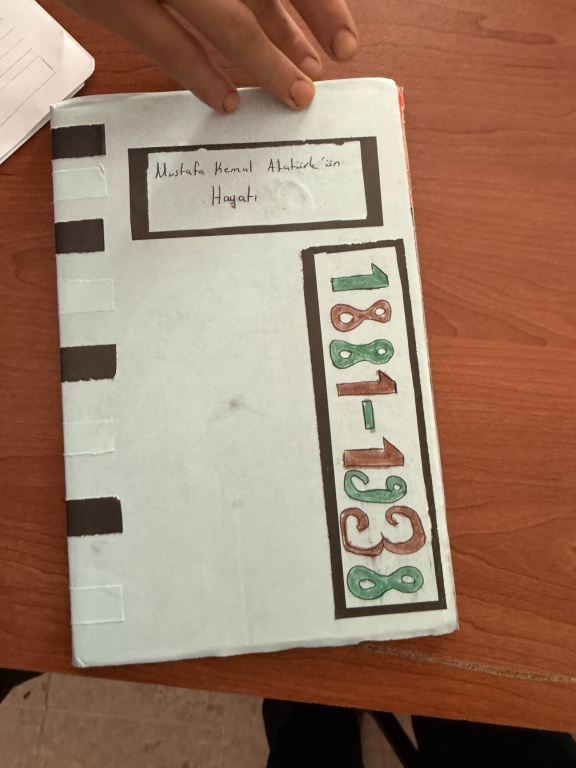 Mustafa Kemal Atatürk'ün
Hayatı
1881-1938